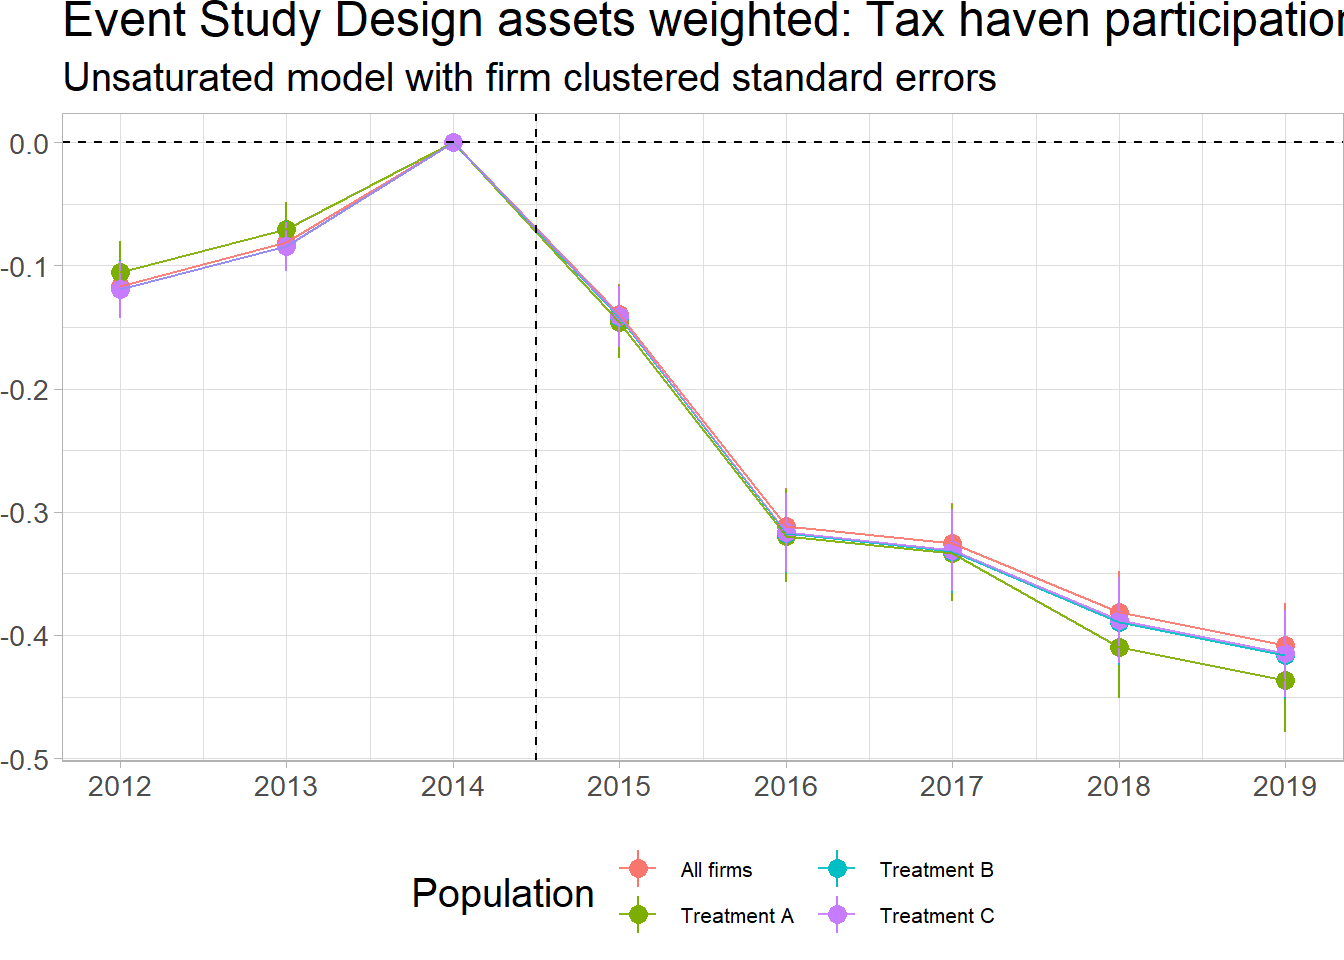 Event Study Design assets weighted: Tax haven participation
Unsaturated model with firm clustered standard errors
0.0
-0.1
-0.2
-0.3
-0.4
-0.5
2012 2013 2014 2015 2016 2017 2018 2019
Population
All firms
Treatment A
Treatment B
Treatment C